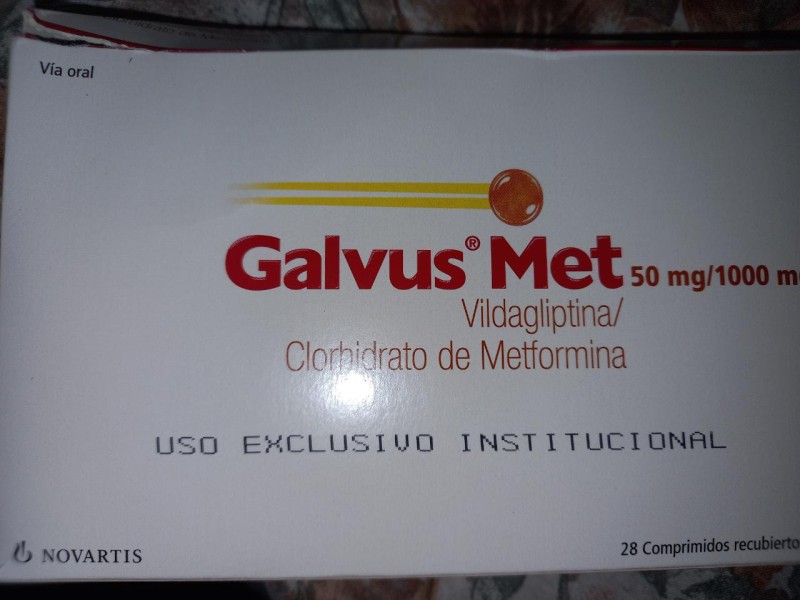 Vía oral
Galvus® Met 50 mg/1000 m
Vildagliptina/
Clorhidrato de Metformina
USO EXCLUSIVO INSTITUCIONAL
NOVARTIS
28 Comprimidos recubiertos